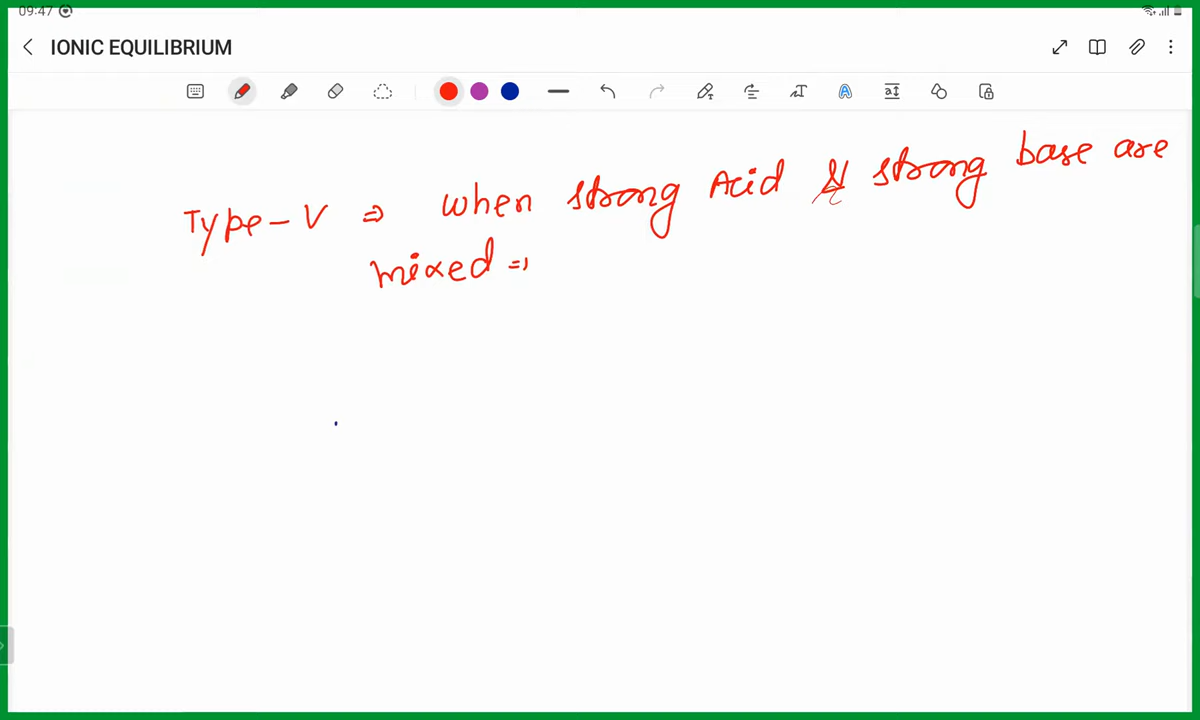 09:47
IONIC EQUILIBRIUM
Type-V ⇒ when strong Acid & strong base are
mixed ⇒